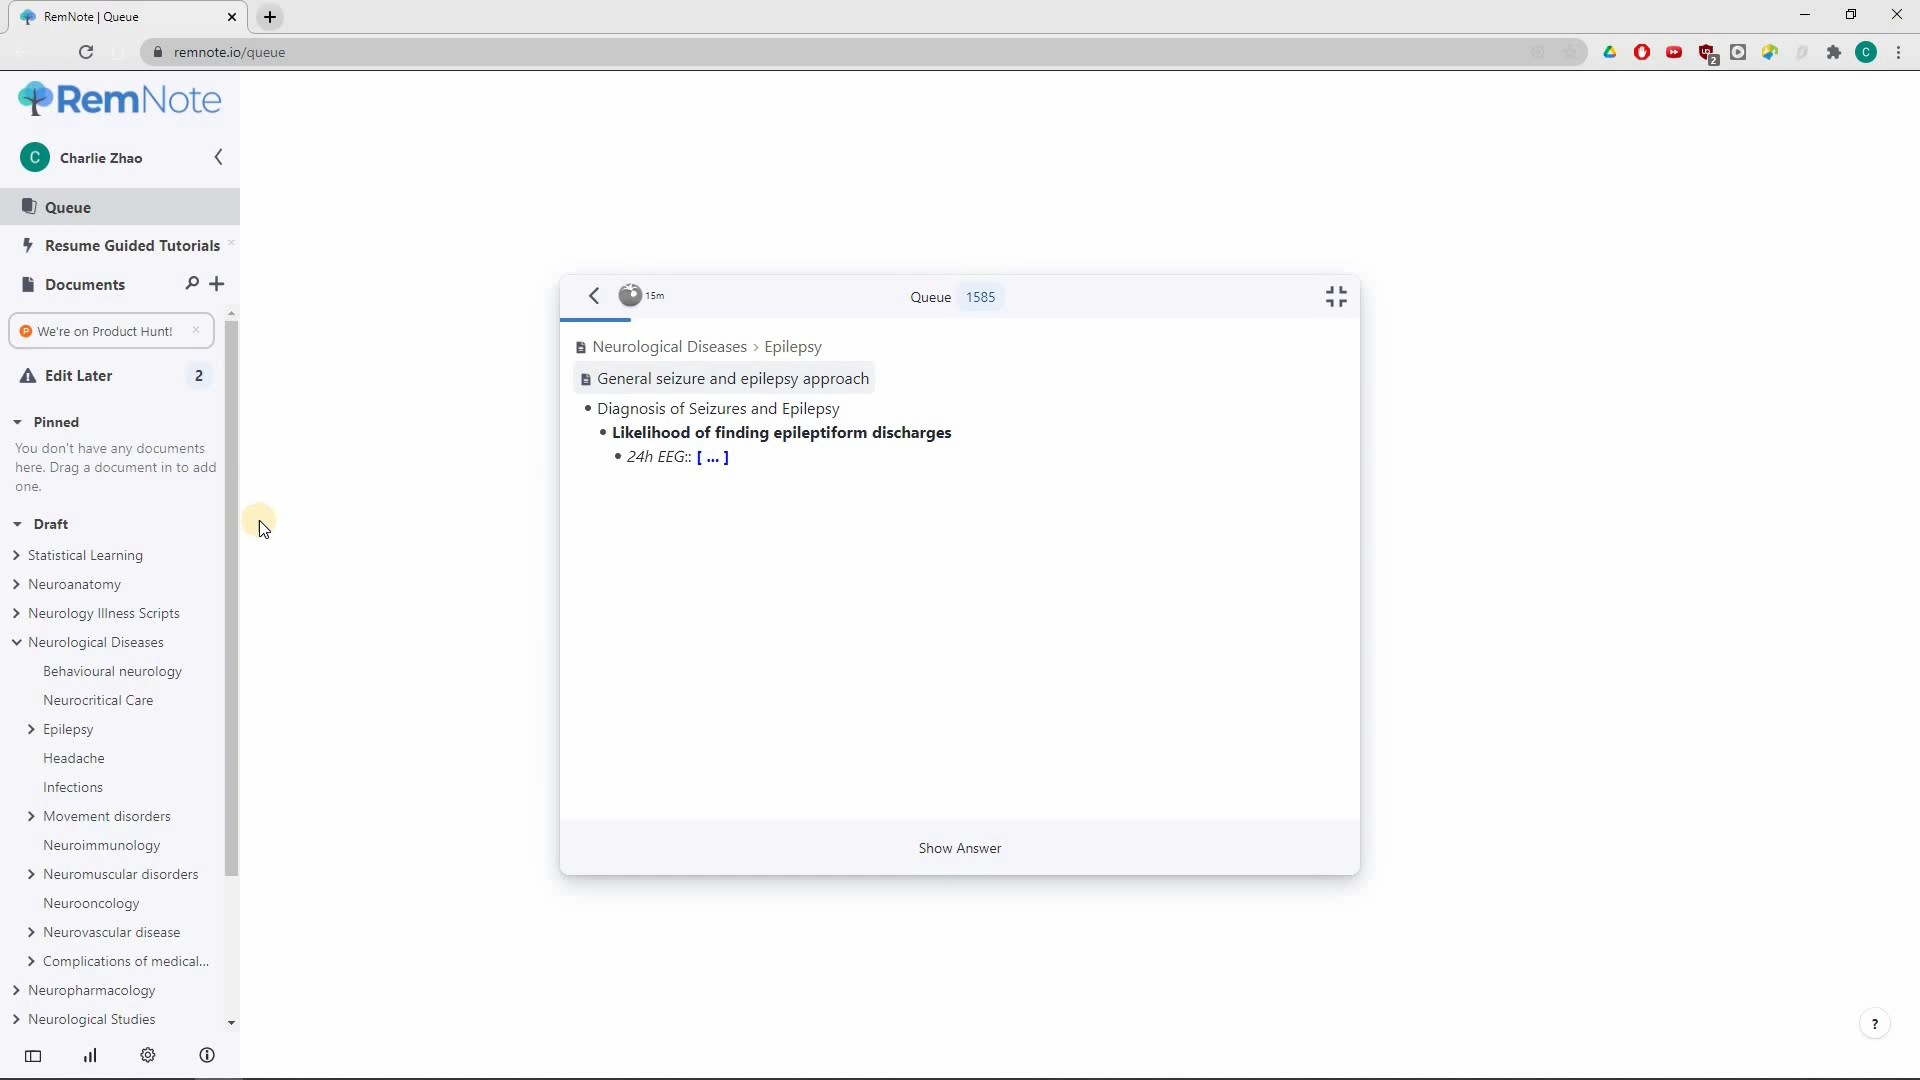 RemNote | Queue
remnote.io/queue
2
C
RemNote
C Charlie Zhao
Queue
Resume Guided Tutorials
Documents
P We're on Product Hunt!
Edit Later 2
Pinned
You don't have any documents
here. Drag a document in to add
one.
Draft
Statistical Learning
Neuroanatomy
Neurology Illness Scripts
Neurological Diseases
Behavioural neurology
Neurocritical Care
Epilepsy
Headache
Infections
Movement disorders
Neuroimmunology
Neuromuscular disorders
Neurooncology
Neurovascular disease
Complications of medical...
Neuropharmacology
Neurological Studies
15m
Queue 1585
Neurological Diseases › Epilepsy
General seizure and epilepsy approach
• Diagnosis of Seizures and Epilepsy
• Likelihood of finding epileptiform discharges
• 24h EEG:: [ ... ]
Show Answer
?